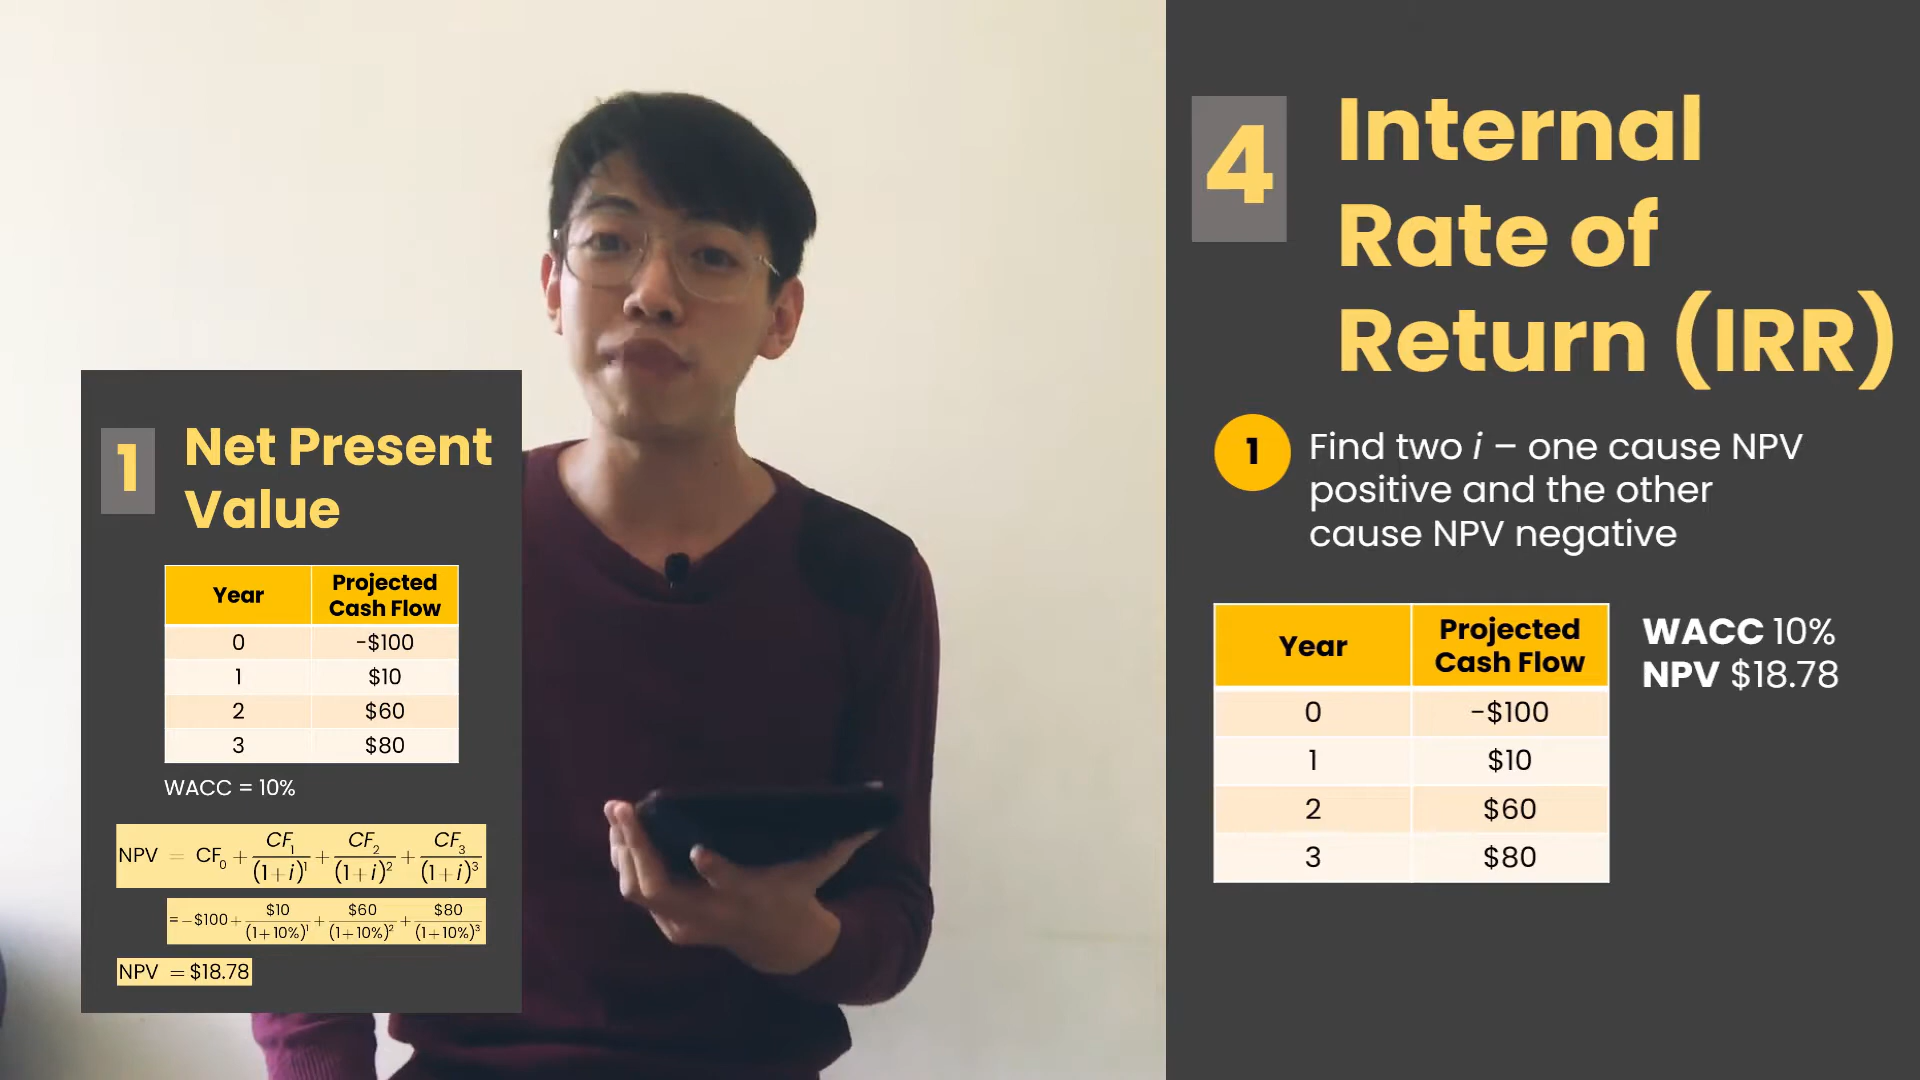 1
Net Present
Value
Year Projected Cash Flow
0 -$100
1 $10
2 $60
3 $80
WACC = 10%
NPV = CF₀ + CF₁/(1+i)¹ + CF₂/(1+i)² + CF₃/(1+i)³
= -$100 + $10/(1+10%)¹ + $60/(1+10%)² + $80/(1+10%)³
NPV = $18.78
4
Internal
Rate of
Return (IRR)
1
Find two i – one cause NPV
positive and the other
cause NPV negative
Year Projected Cash Flow
0 -$100
1 $10
2 $60
3 $80
WACC 10%
NPV $18.78